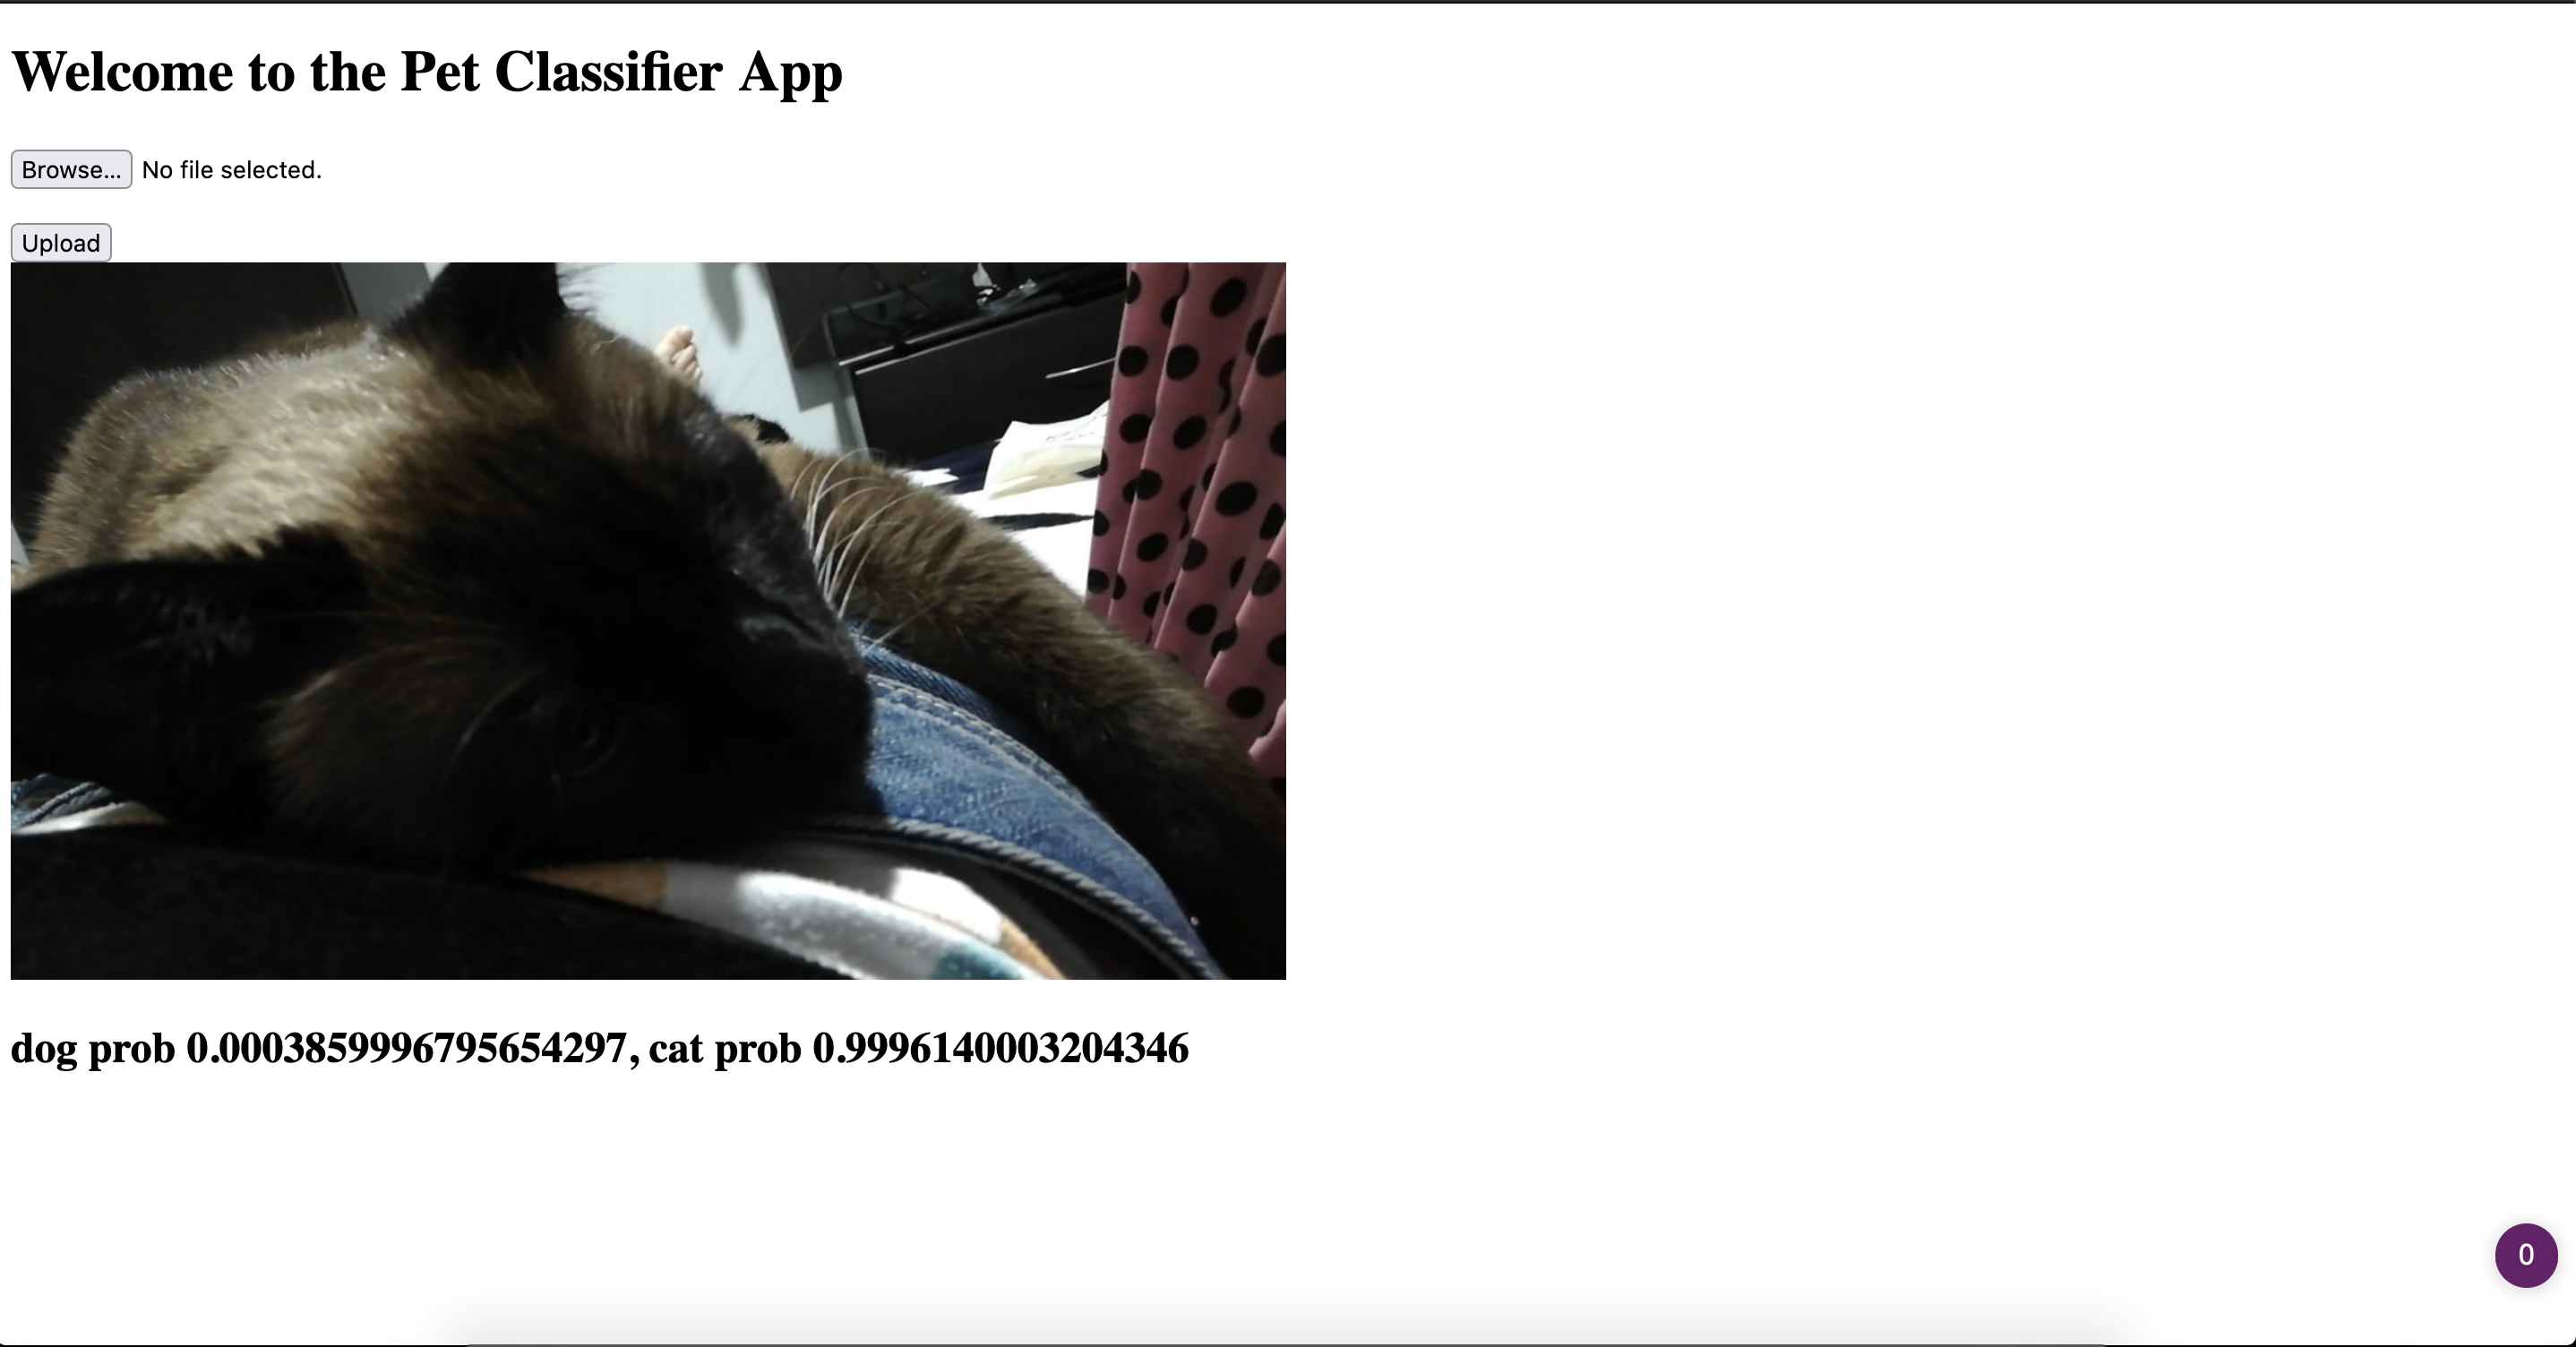 Welcome to the Pet Classifier App
Browse... No file selected.
Upload
dog prob 0.0003859996795654297, cat prob 0.9996140003204346
0